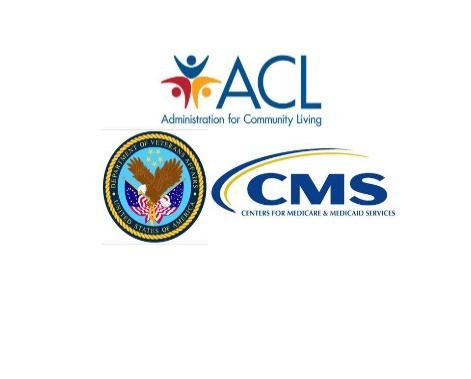 ACL
Administration for Community Living
DEPARTMENT OF VETERANS AFFAIRS
UNITED STATES OF AMERICA
CMS
CENTERS FOR MEDICARE & MEDICAID SERVICES